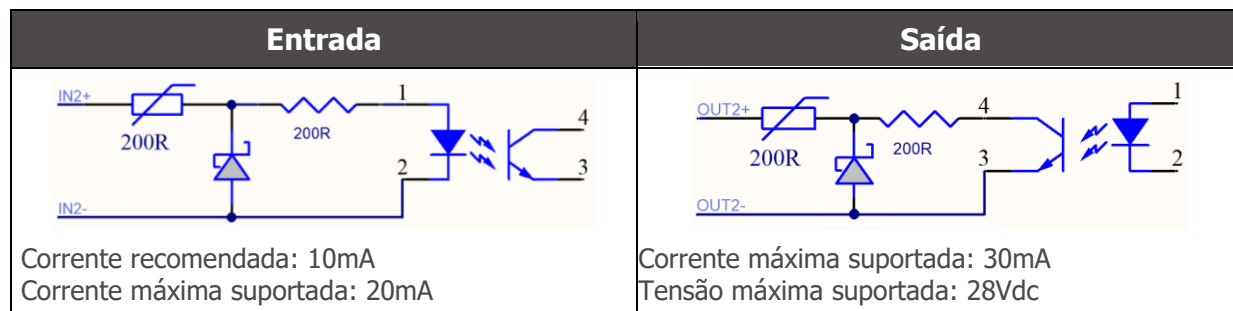 Entrada
Saída
IN2+
200R
200R
1
2
4
3
IN2-
OUT2+
200R
200R
4
3
1
2
OUT2-
Corrente recomendada: 10mA
Corrente máxima suportada: 20mA
Corrente máxima suportada: 30mA
Tensão máxima suportada: 28Vdc